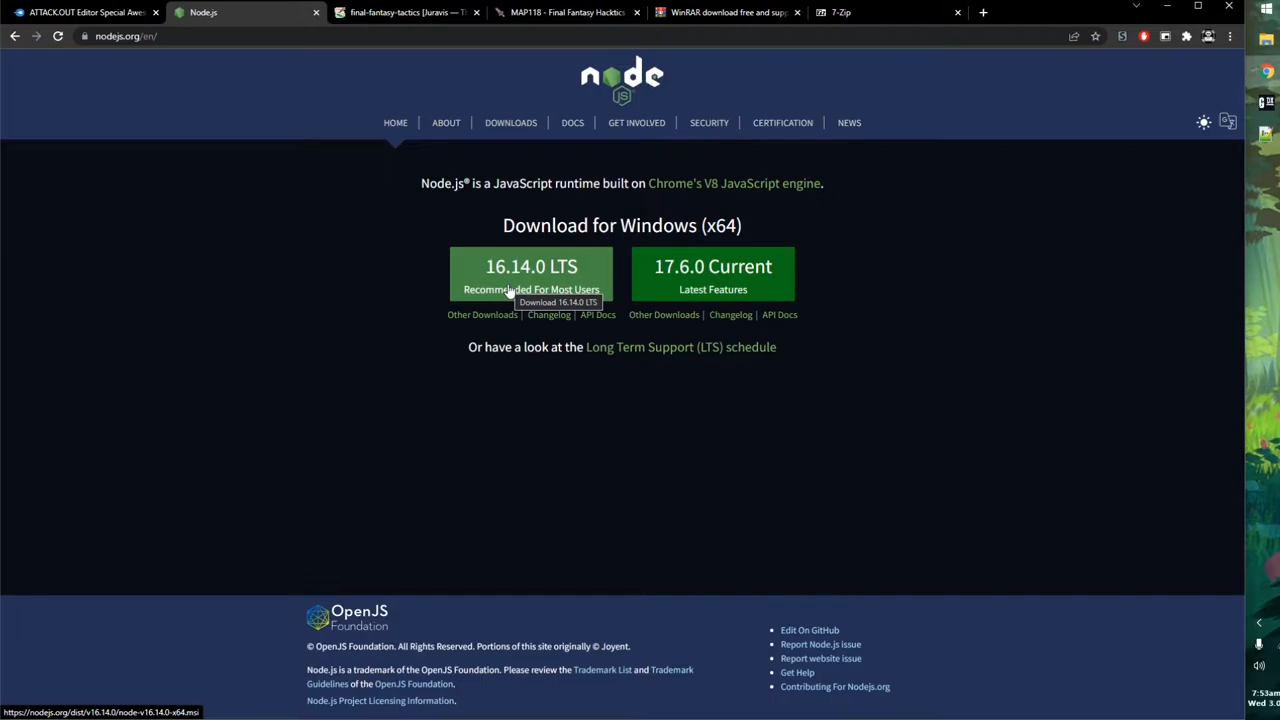 ATTACK.OUT Editor Special Awes
Node.js
final-fantasy-tactics [Juravis — Th
MAP118 - Final Fantasy Hacktics
WinRAR download free and supp
7-Zip
nodejs.org/en/
node
JS
HOME
ABOUT
DOWNLOADS
DOCS
GET INVOLVED
SECURITY
CERTIFICATION
NEWS
Node.js® is a JavaScript runtime built on Chrome's V8 JavaScript engine.
Download for Windows (x64)
16.14.0 LTS
Recommended For Most Users
Download 16.14.0 LTS
17.6.0 Current
Latest Features
Other Downloads | Changelog | API Docs
Other Downloads | Changelog | API Docs
Or have a look at the Long Term Support (LTS) schedule
OpenJS
Foundation
© OpenJS Foundation. All Rights Reserved. Portions of this site originally © Joyent.
Node.js is a trademark of the OpenJS Foundation. Please review the Trademark List and Trademark
Guidelines of the OpenJS Foundation.
Node.js Project Licensing Information.
Edit On GitHub
Report Node.js issue
Report website issue
Get Help
Contributing For Nodejs.org
https://nodejs.org/dist/v16.14.0/node-v16.14.0-x64.msi
7:53am
Wed 3.0